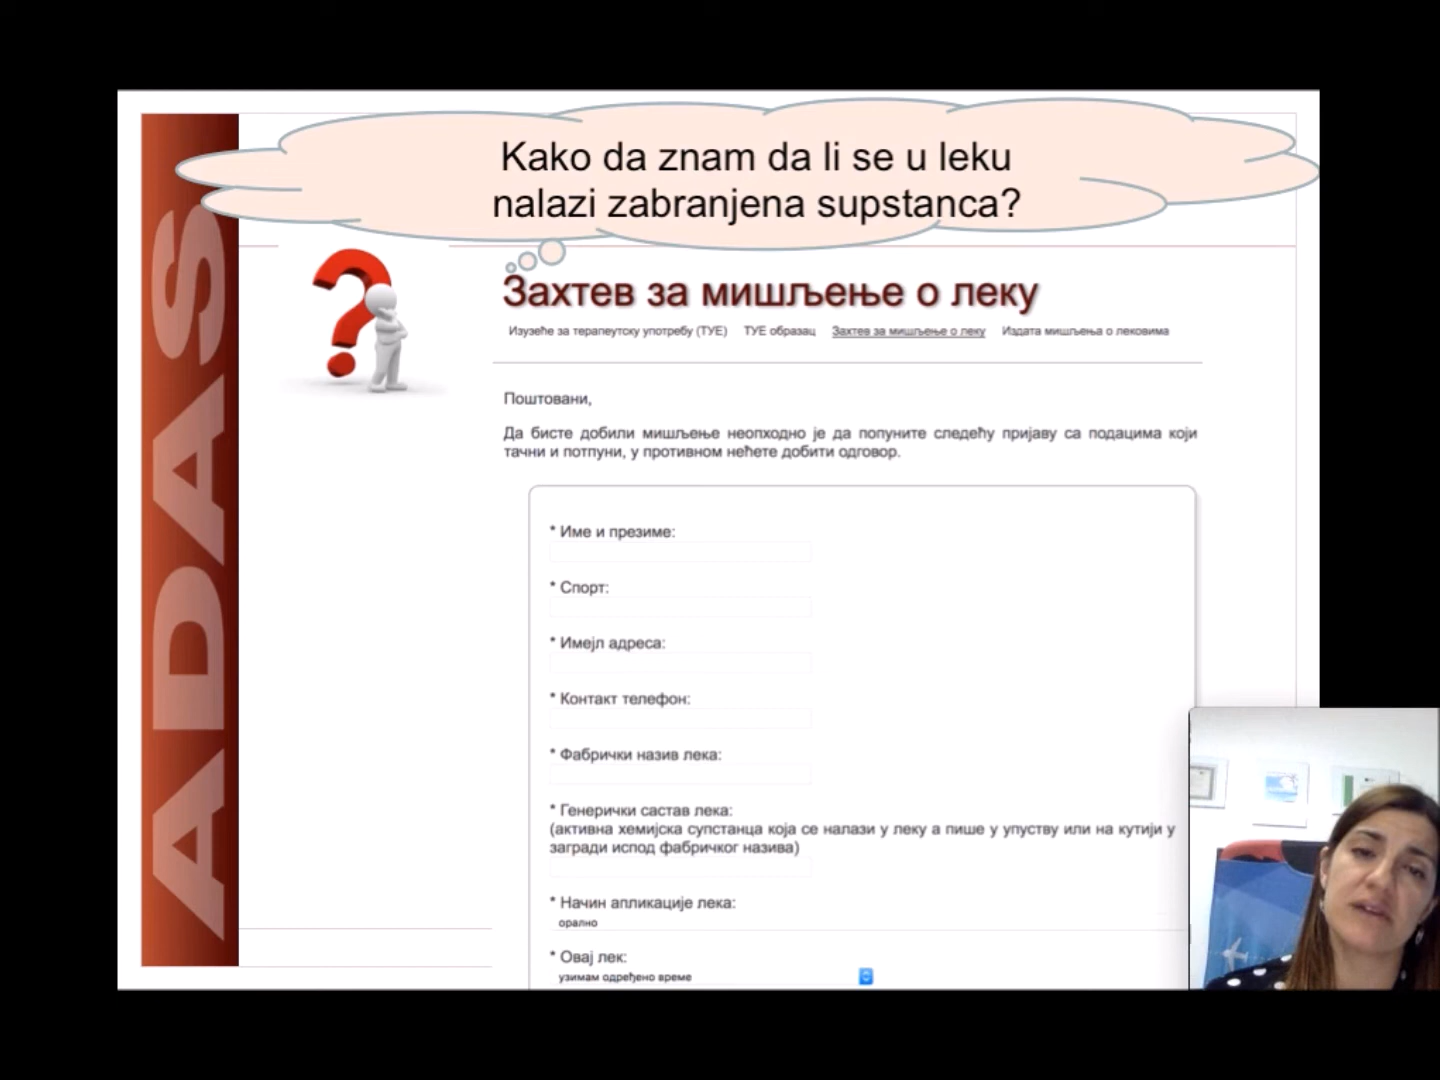 Kako da znam da li se u leku
nalazi zabranjena supstanca?
ADAS
Захтев за мишљење о леку
Изузеће за терапеутску употребу (ТУЕ) ТУЕ образац Захтев за мишљење о леку Издата мишљења о лековима
Поштовани,
Да бисте добили мишљење неопходно је да попуните следећу пријаву са подацима који
тачни и потпуни, у противном нећете добити одговор.
* Име и презиме:
* Спорт:
* Имејл адреса:
* Контакт телефон:
* Фабрички назив лека:
* Генерички састав лека:
(активна хемијска супстанца која се налази у леку а пише у упуству или на кутији у
загради испод фабричког назива)
* Начин апликације лека:
орално
* Овај лек:
узимам одређено време